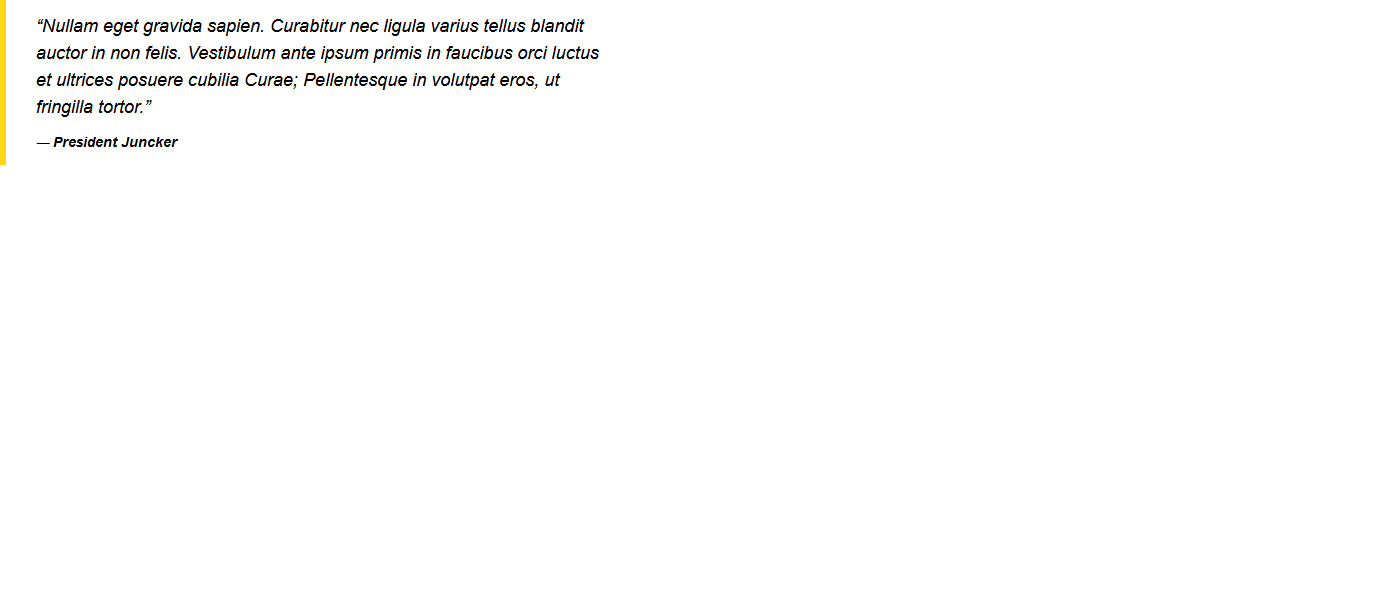 “Nullam eget gravida sapien. Curabitur nec ligula varius tellus blandit
auctor in non felis. Vestibulum ante ipsum primis in faucibus orci luctus
et ultrices posuere cubilia Curae; Pellentesque in volutpat eros, ut
fringilla tortor.”
— President Juncker